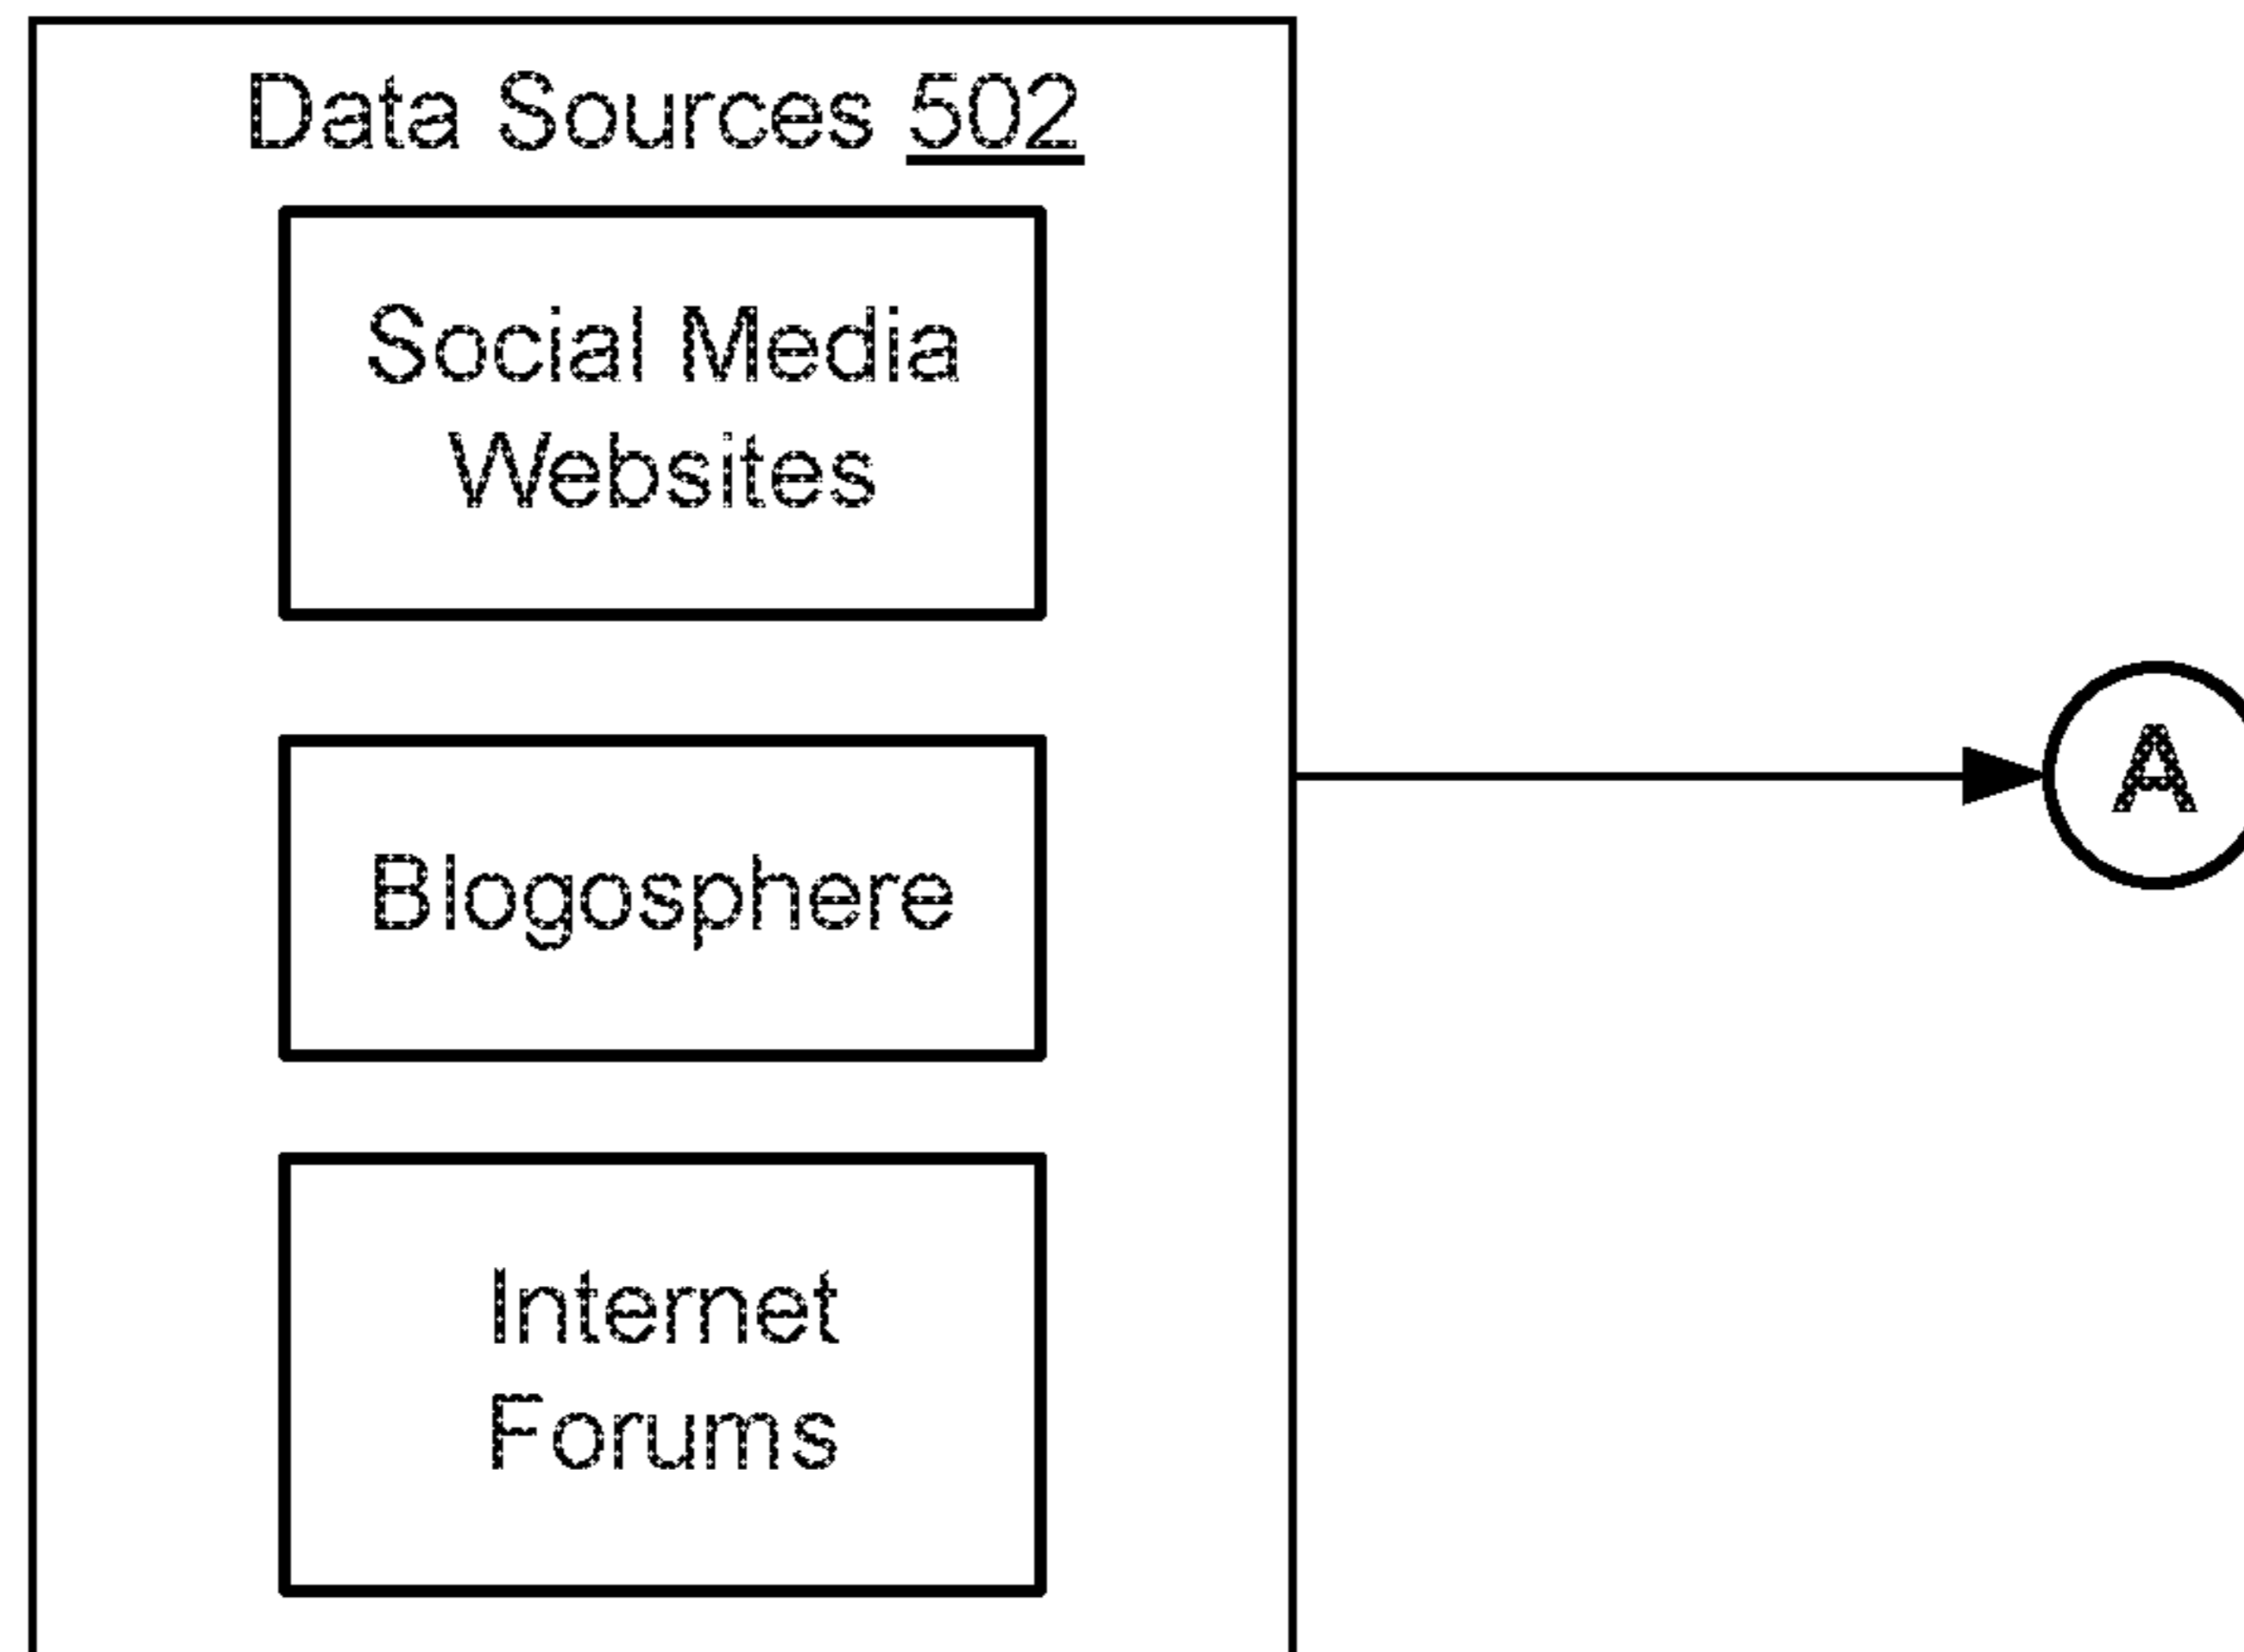 Data Sources 502
Social Media
Websites
Blogosphere
Internet
Forums
A